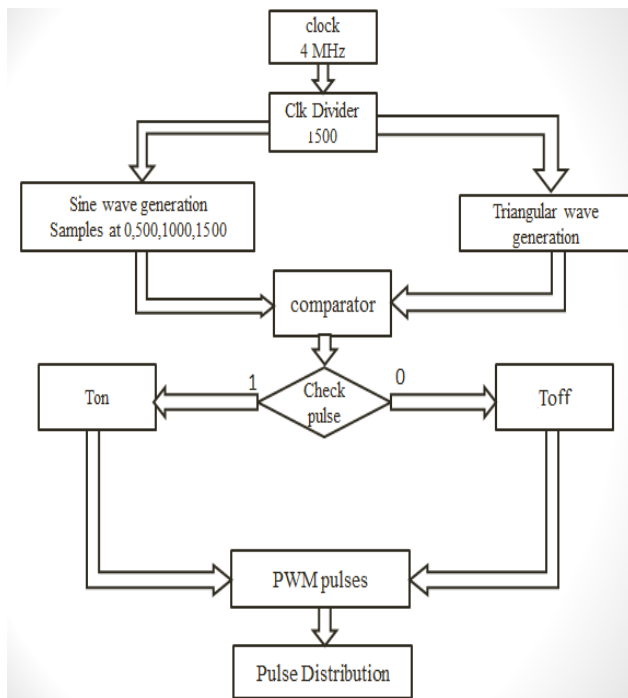 clock
4 MHz
Clk Divider
1500
Sine wave generation
Samples at 0,500,1000,1500
Triangular wave
generation
comparator
1
Check
pulse
0
Ton
Toff
PWM pulses
Pulse Distribution